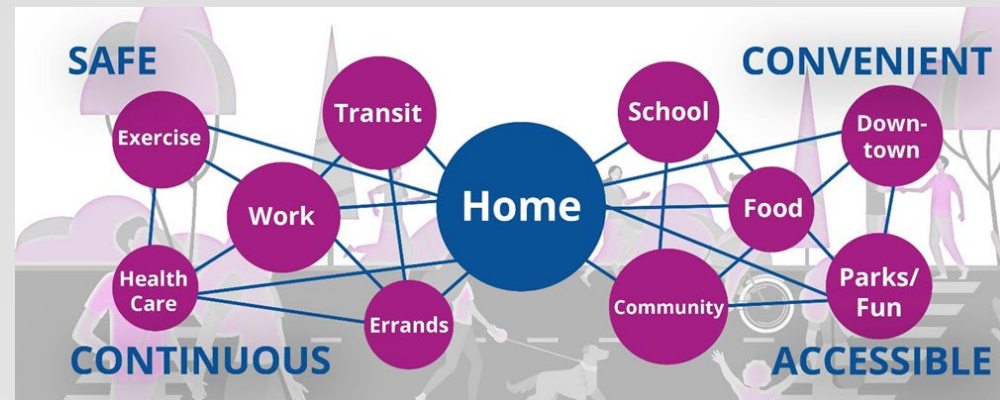 SAFE
CONVENIENT
Exercise
Transit
School
Down-
town
Work
Home
Food
Health
Care
Errands
Community
Parks/
Fun
CONTINUOUS
ACCESSIBLE